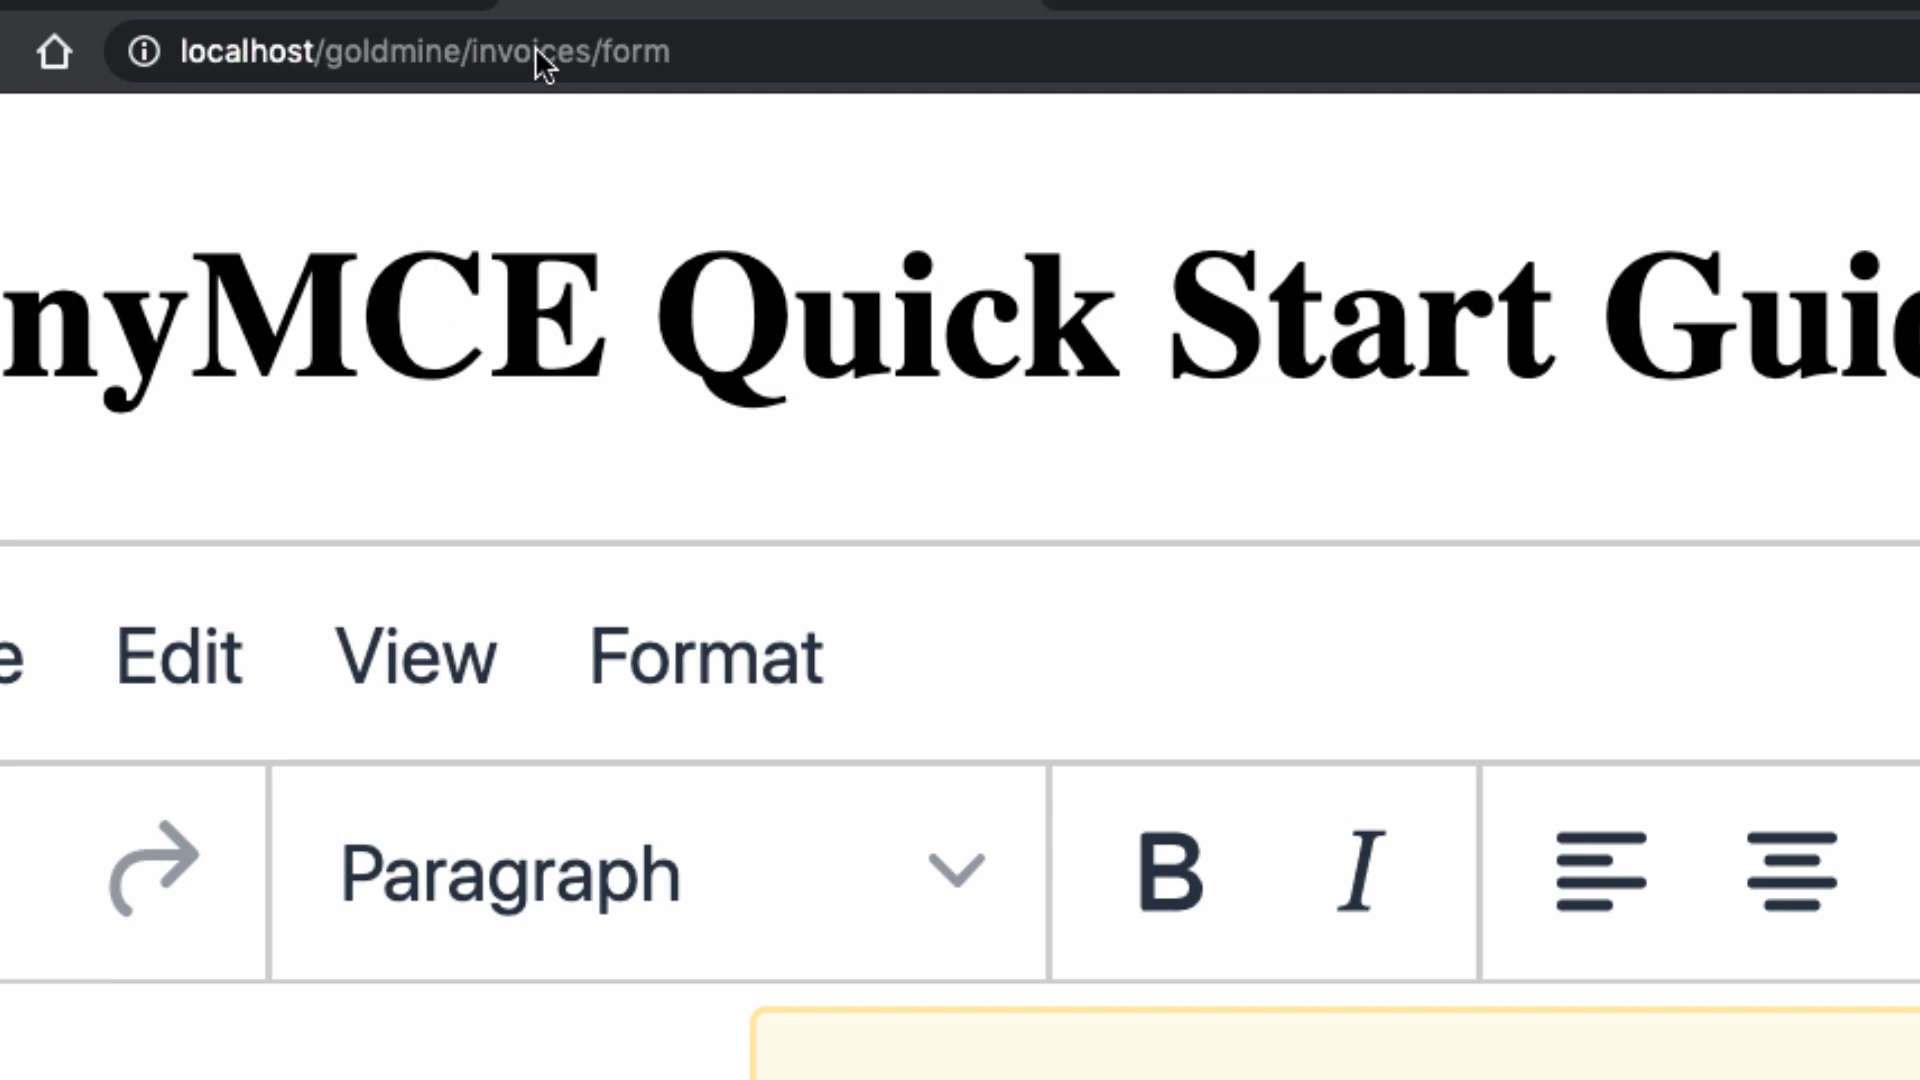 localhost/goldmine/invoices/form
nyMCE Quick Start Gui
e Edit View Format
Paragraph B I